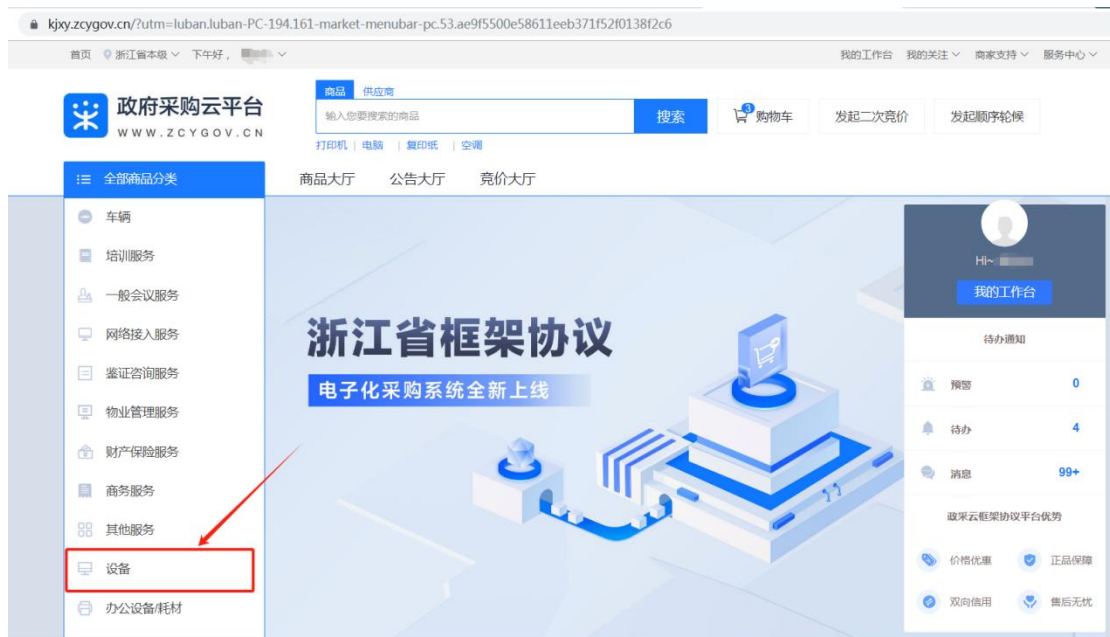 kjxy.zcygov.cn/?utm=luban.luban-PC-194.161-market-menubar-pc.53.ae9f5500e58611eeb371f52f0138f2c6
首页 浙江省本级 下午好，
我的工作台 我的关注 商家支持 服务中心
政府采购云平台
WWW.ZCYGOV.CN
商品 供应商
输入您要搜索的商品 搜索
3 购物车 发起二次竞价 发起顺序轮候
打印机 | 电脑 | 复印纸 | 空调
全部商品分类 商品大厅 公告大厅 竞价大厅
车辆
培训服务
一般会议服务
网络接入服务
鉴证咨询服务
物业管理服务
财产保险服务
商务服务
其他服务
设备
办公设备/耗材
浙江省框架协议
电子化采购系统全新上线
Hi~
我的工作台
待办通知
预警 0
待办 4
消息 99+
政采云框架协议平台优势
价格优惠 正品保障
双向信用 售后无忧